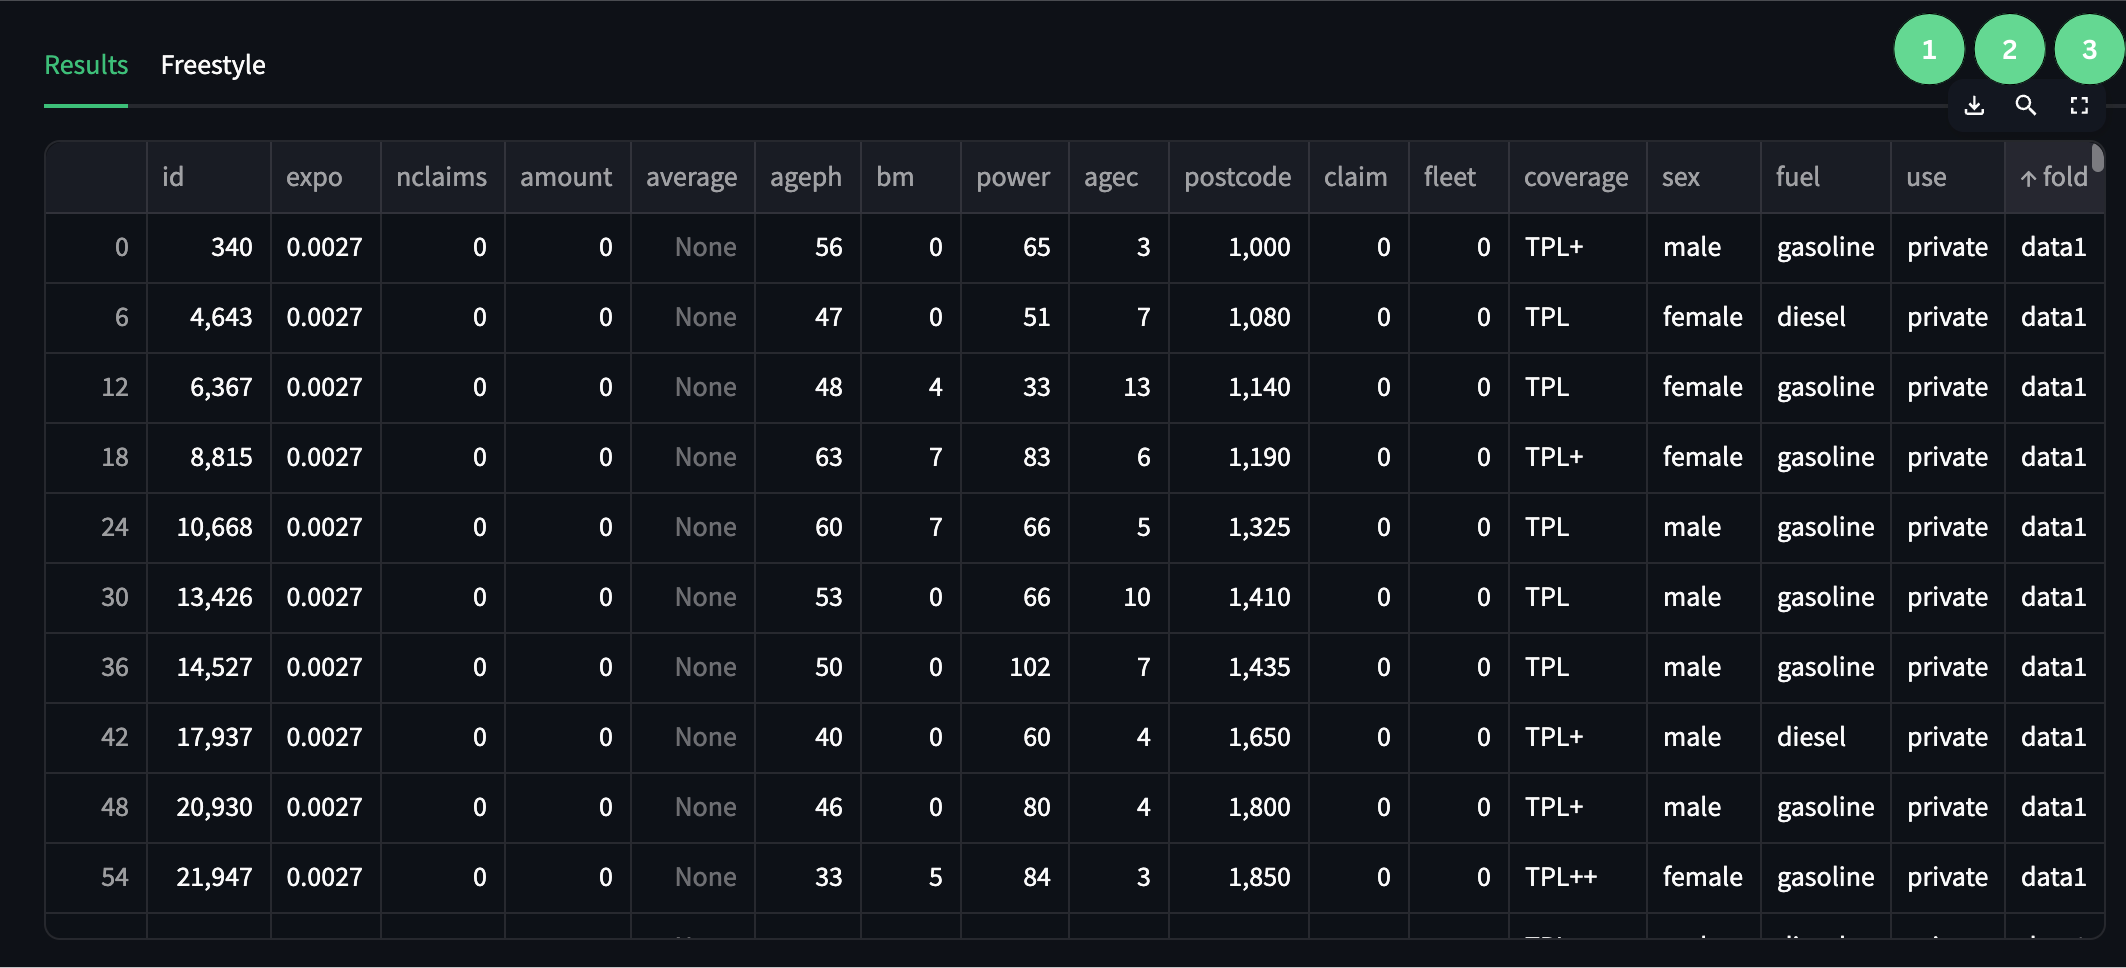 Results Freestyle 1 2 3
id expo nclaims amount average ageph bm power agec postcode claim fleet coverage sex fuel use ↑ fold
0 340 0.0027 0 0 None 56 0 65 3 1,000 0 0 TPL+ male gasoline private data1
6 4,643 0.0027 0 0 None 47 0 51 7 1,080 0 0 TPL female diesel private data1
12 6,367 0.0027 0 0 None 48 4 33 13 1,140 0 0 TPL female gasoline private data1
18 8,815 0.0027 0 0 None 63 7 83 6 1,190 0 0 TPL+ female gasoline private data1
24 10,668 0.0027 0 0 None 60 7 66 5 1,325 0 0 TPL male gasoline private data1
30 13,426 0.0027 0 0 None 53 0 66 10 1,410 0 0 TPL male gasoline private data1
36 14,527 0.0027 0 0 None 50 0 102 7 1,435 0 0 TPL male gasoline private data1
42 17,937 0.0027 0 0 None 40 0 60 4 1,650 0 0 TPL+ male diesel private data1
48 20,930 0.0027 0 0 None 46 0 80 4 1,800 0 0 TPL+ male gasoline private data1
54 21,947 0.0027 0 0 None 33 5 84 3 1,850 0 0 TPL++ female gasoline private data1